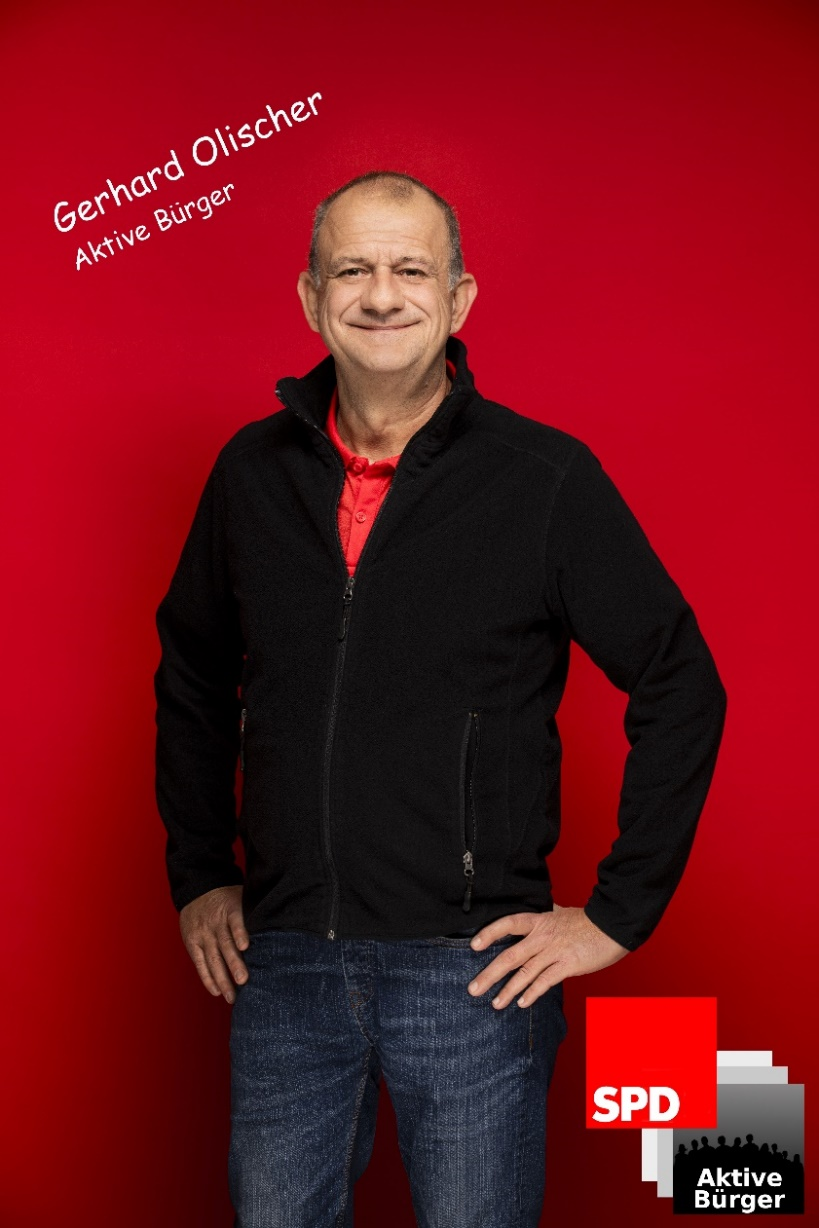 Gerhard Olischer
Aktive Bürger
SPD
Aktive
Bürger